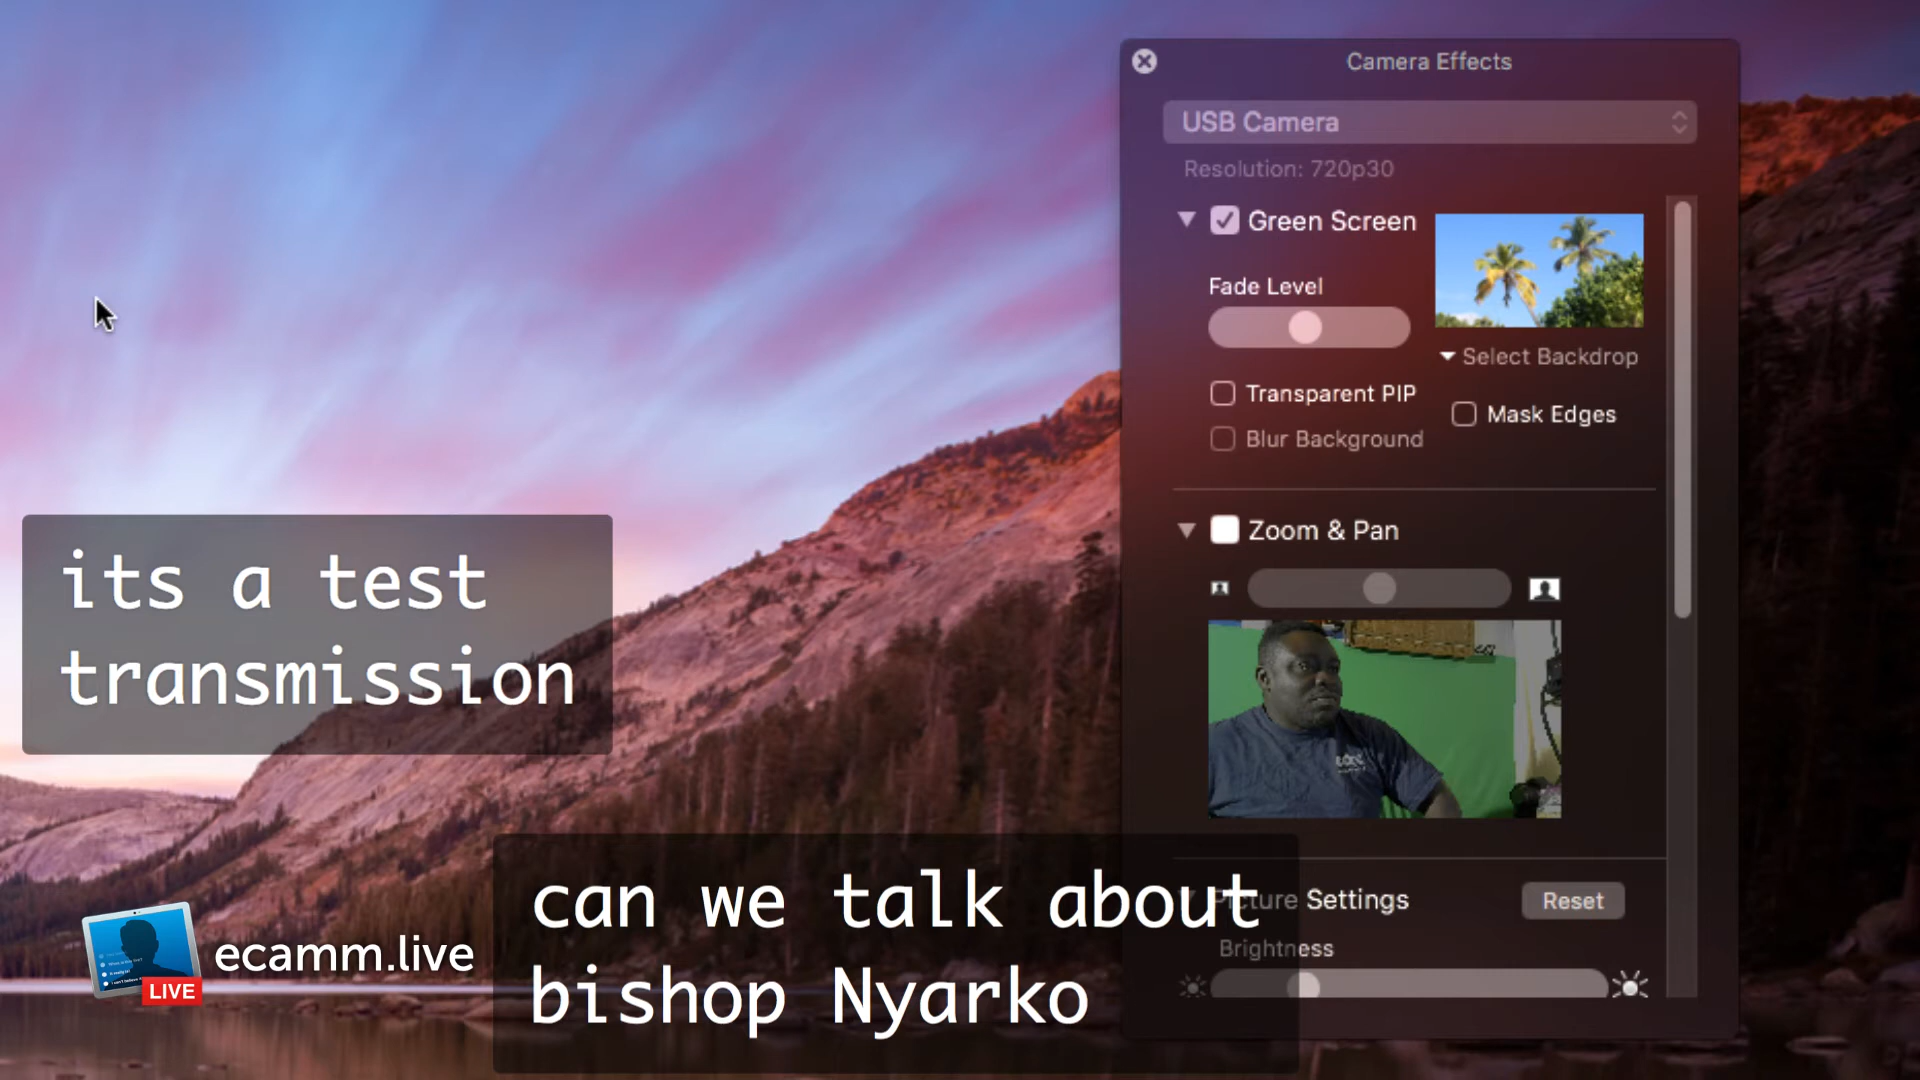 Camera Effects
USB Camera
Resolution: 720p30
Green Screen
Fade Level
Select Backdrop
Transparent PIP
Mask Edges
Blur Background
Zoom & Pan
its a test
transmission
can we talk about
bishop Nyarko
Picture Settings
Reset
Brightness
ecamm.live
LIVE